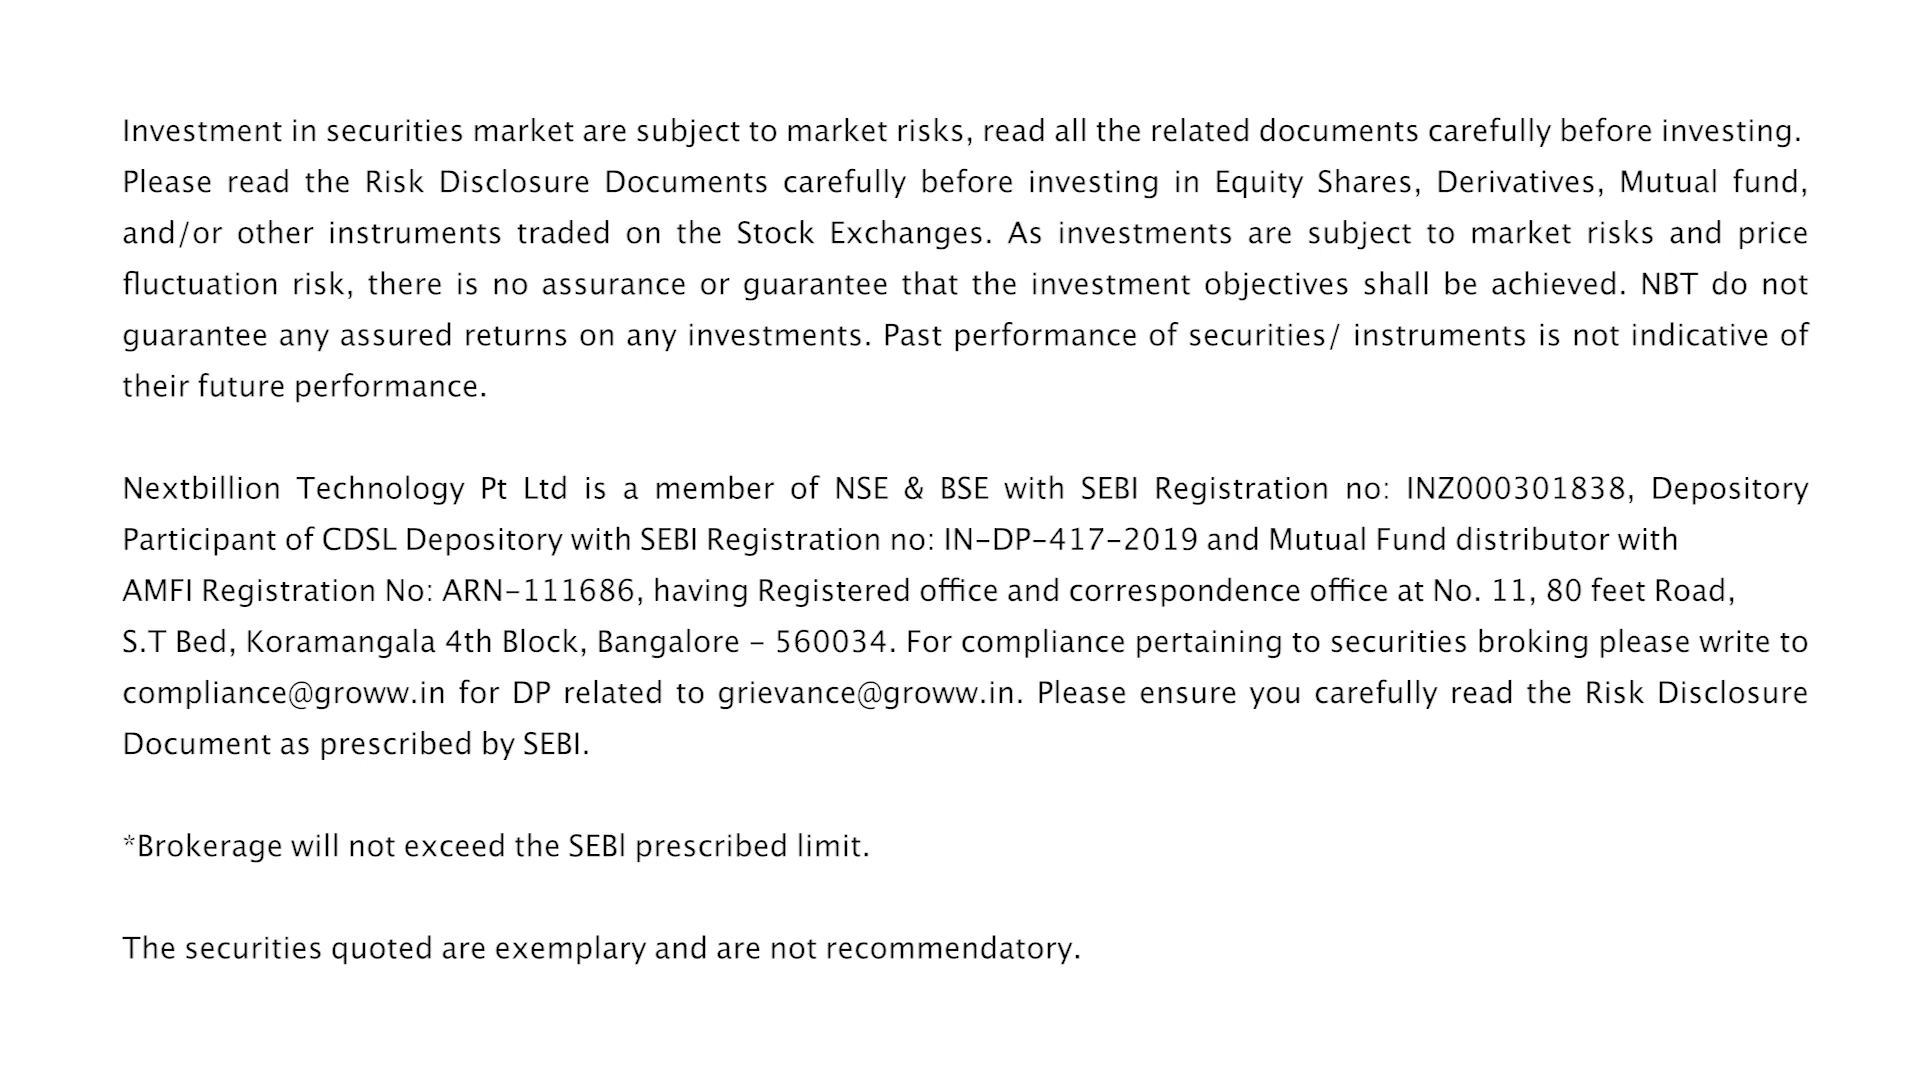 Investment in securities market are subject to market risks, read all the related documents carefully before investing.
Please read the Risk Disclosure Documents carefully before investing in Equity Shares, Derivatives, Mutual fund,
and/or other instruments traded on the Stock Exchanges. As investments are subject to market risks and price
fluctuation risk, there is no assurance or guarantee that the investment objectives shall be achieved. NBT do not
guarantee any assured returns on any investments. Past performance of securities/ instruments is not indicative of
their future performance.
Nextbillion Technology Pt Ltd is a member of NSE & BSE with SEBI Registration no: INZ000301838, Depository
Participant of CDSL Depository with SEBI Registration no: IN-DP-417-2019 and Mutual Fund distributor with
AMFI Registration No: ARN-111686, having Registered office and correspondence office at No. 11, 80 feet Road,
S.T Bed, Koramangala 4th Block, Bangalore - 560034. For compliance pertaining to securities broking please write to
compliance@groww.in for DP related to grievance@groww.in. Please ensure you carefully read the Risk Disclosure
Document as prescribed by SEBI.
*Brokerage will not exceed the SEBI prescribed limit.
The securities quoted are exemplary and are not recommendatory.